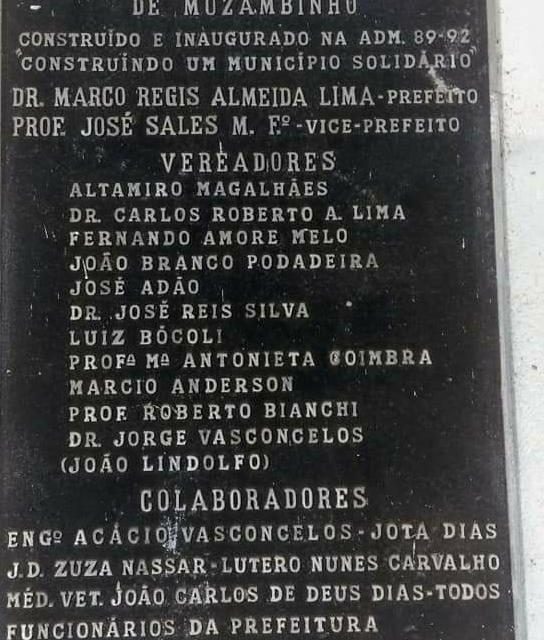 DE MUZAMBINHO
CONSTRUÍDO E INAUGURADO NA ADM. 89-92
"CONSTRUINDO UM MUNICÍPIO SOLIDÁRIO"
DR. MARCO REGIS ALMEIDA LIMA-PREFEITO
PROF. JOSÉ SALES M. Fº-VICE-PREFEITO
VEREADORES
ALTAMIRO MAGALHÃES
DR. CARLOS ROBERTO A. LIMA
FERNANDO AMORE MELO
JOÃO BRANCO PODADEIRA
JOSÉ ADÃO
DR. JOSÉ REIS SILVA
LUIZ BÓCOLI
PROFª Mª ANTONIETA COIMBRA
MARCIO ANDERSON
PROF. ROBERTO BIANCHI
DR. JORGE VASCONCELOS
(JOÃO LINDOLFO)
COLABORADORES
ENGº ACÁCIO VASCONCELOS-JOTA DIAS
J.D. ZUZA NASSAR-LUTERO NUNES CARVALHO
MÉD. VET. JOÃO CARLOS DE DEUS DIAS-TODOS
FUNCIONÁRIOS DA PREFEITURA